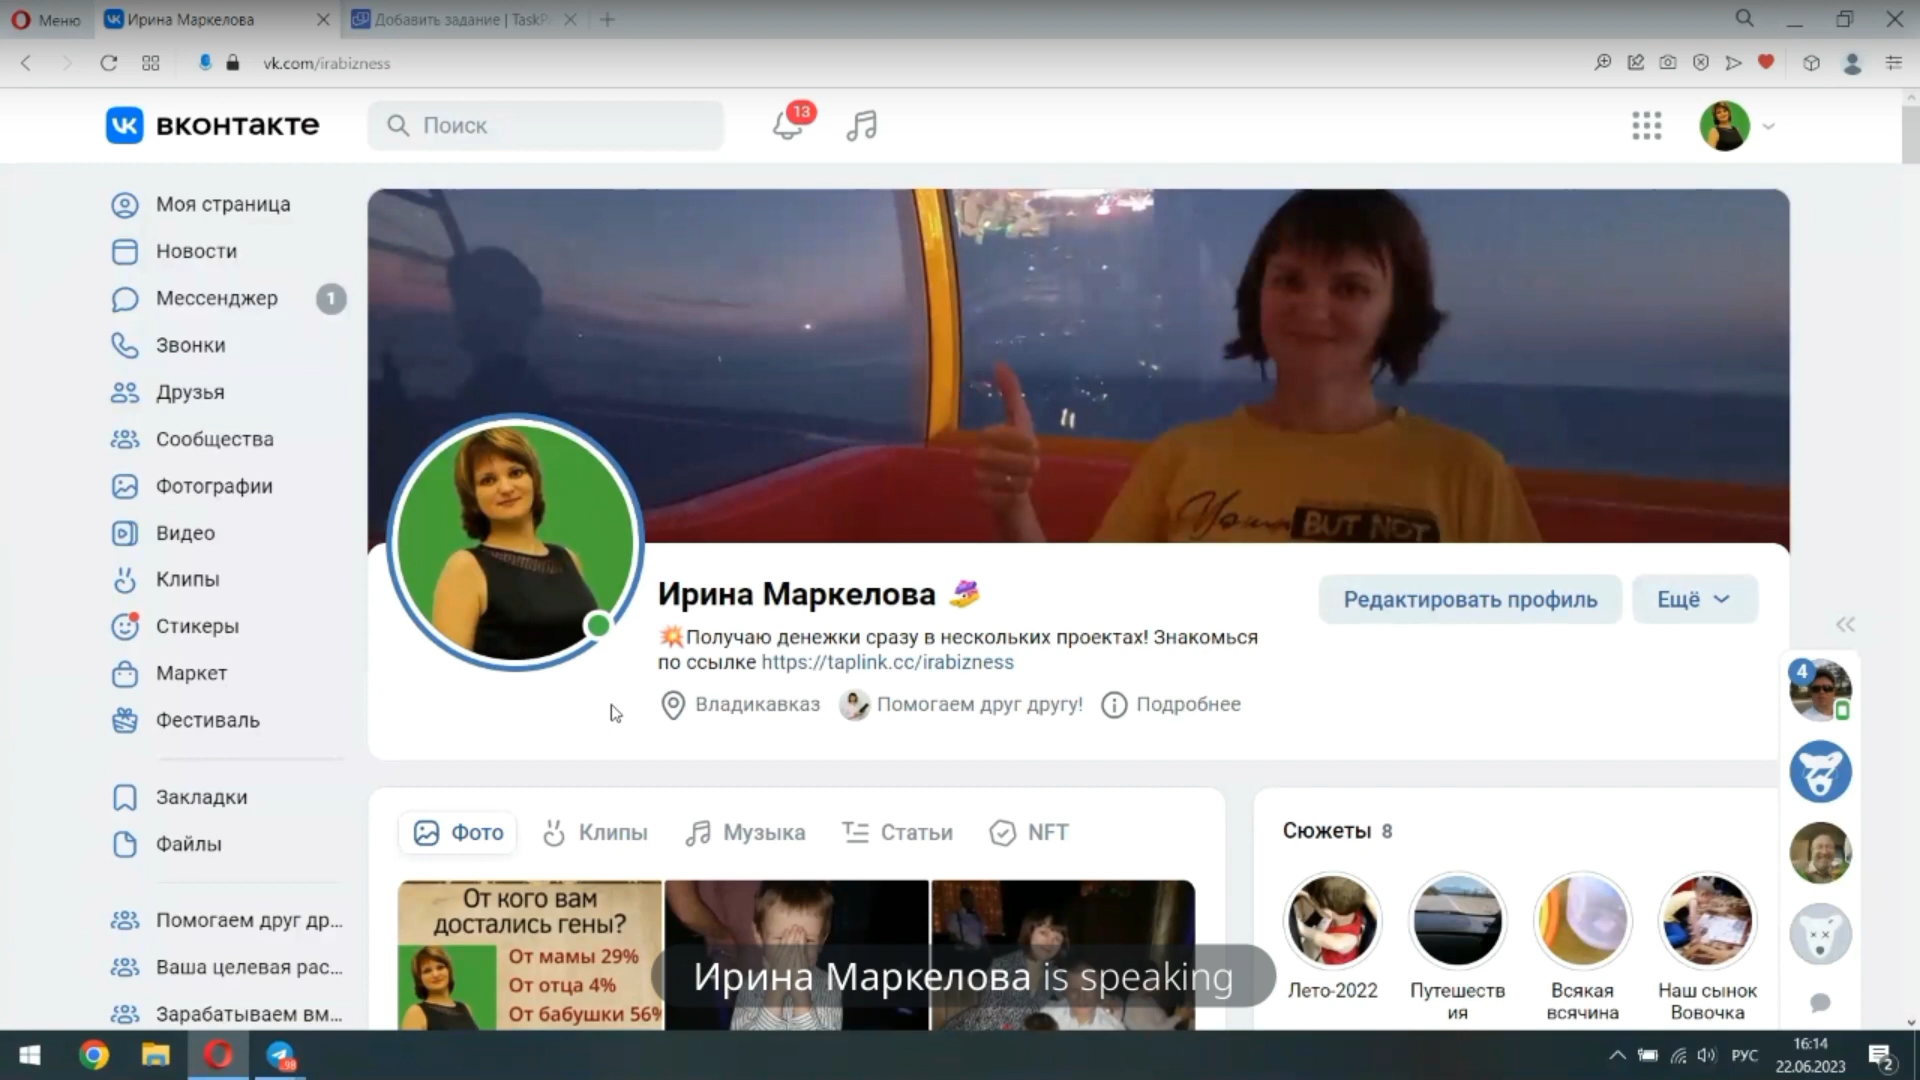 Меню
Ирина Маркелова
Добавить задание | TaskP
vk.com/irabizness
вконтакте
Поиск
13
Моя страница
Новости
Мессенджер
1
Звонки
Друзья
Сообщества
Фотографии
Видео
Клипы
Стикеры
Маркет
Фестиваль
Закладки
Файлы
Помогаем друг др...
Ваша целевая рас...
Зарабатываем вм...
BUT NOT
Ирина Маркелова
Получаю денежки сразу в нескольких проектах! Знакомься
по ссылке https://taplink.cc/irabizness
Владикавказ
Помогаем друг другу!
Подробнее
Редактировать профиль
Ещё
4
Фото
Клипы
Музыка
Статьи
NFT
От кого вам
достались гены?
От мамы 29%
От отца 4%
От бабушки 56%
Сюжеты 8
Лето-2022
Путешеств
ия
Всякая
всячина
Наш сынок
Вовочка
Ирина Маркелова is speaking
98
РУС
16:14
22.06.2023
2